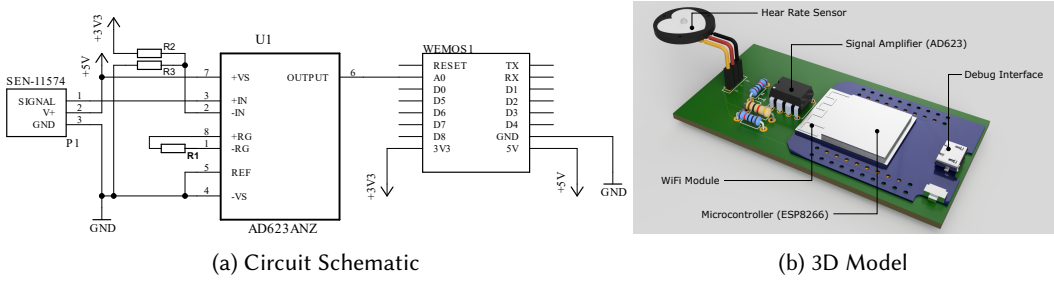 +3V3
+5V
R2
R3
U1
SEN-11574
SIGNAL 1
V+ 2
GND 3
P1
7 +VS
OUTPUT 6
3 +IN
2 -IN
8 +RG
1 -RG
R1
5 REF
4 -VS
GND
AD623ANZ
WEMOS1
RESET TX
A0 RX
D0 D1
D5 D2
D6 D3
D7 D4
D8 GND
3V3 5V
+3V3
+5V
GND
(a) Circuit Schematic
Hear Rate Sensor
Signal Amplifier (AD623)
Debug Interface
WiFi Module
Microcontroller (ESP8266)
(b) 3D Model